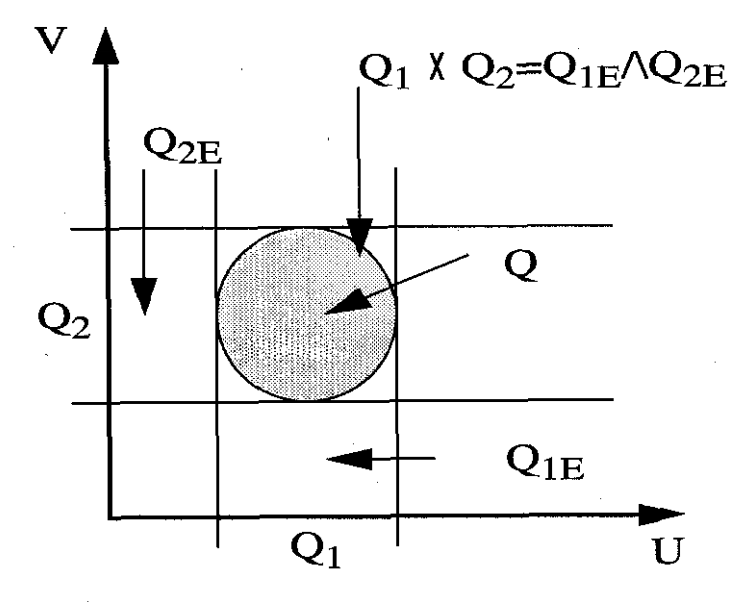 V
Q₁ X Q₂=Q₁E/\Q₂E
Q₂E
Q
Q₂
Q₁E
Q₁
U